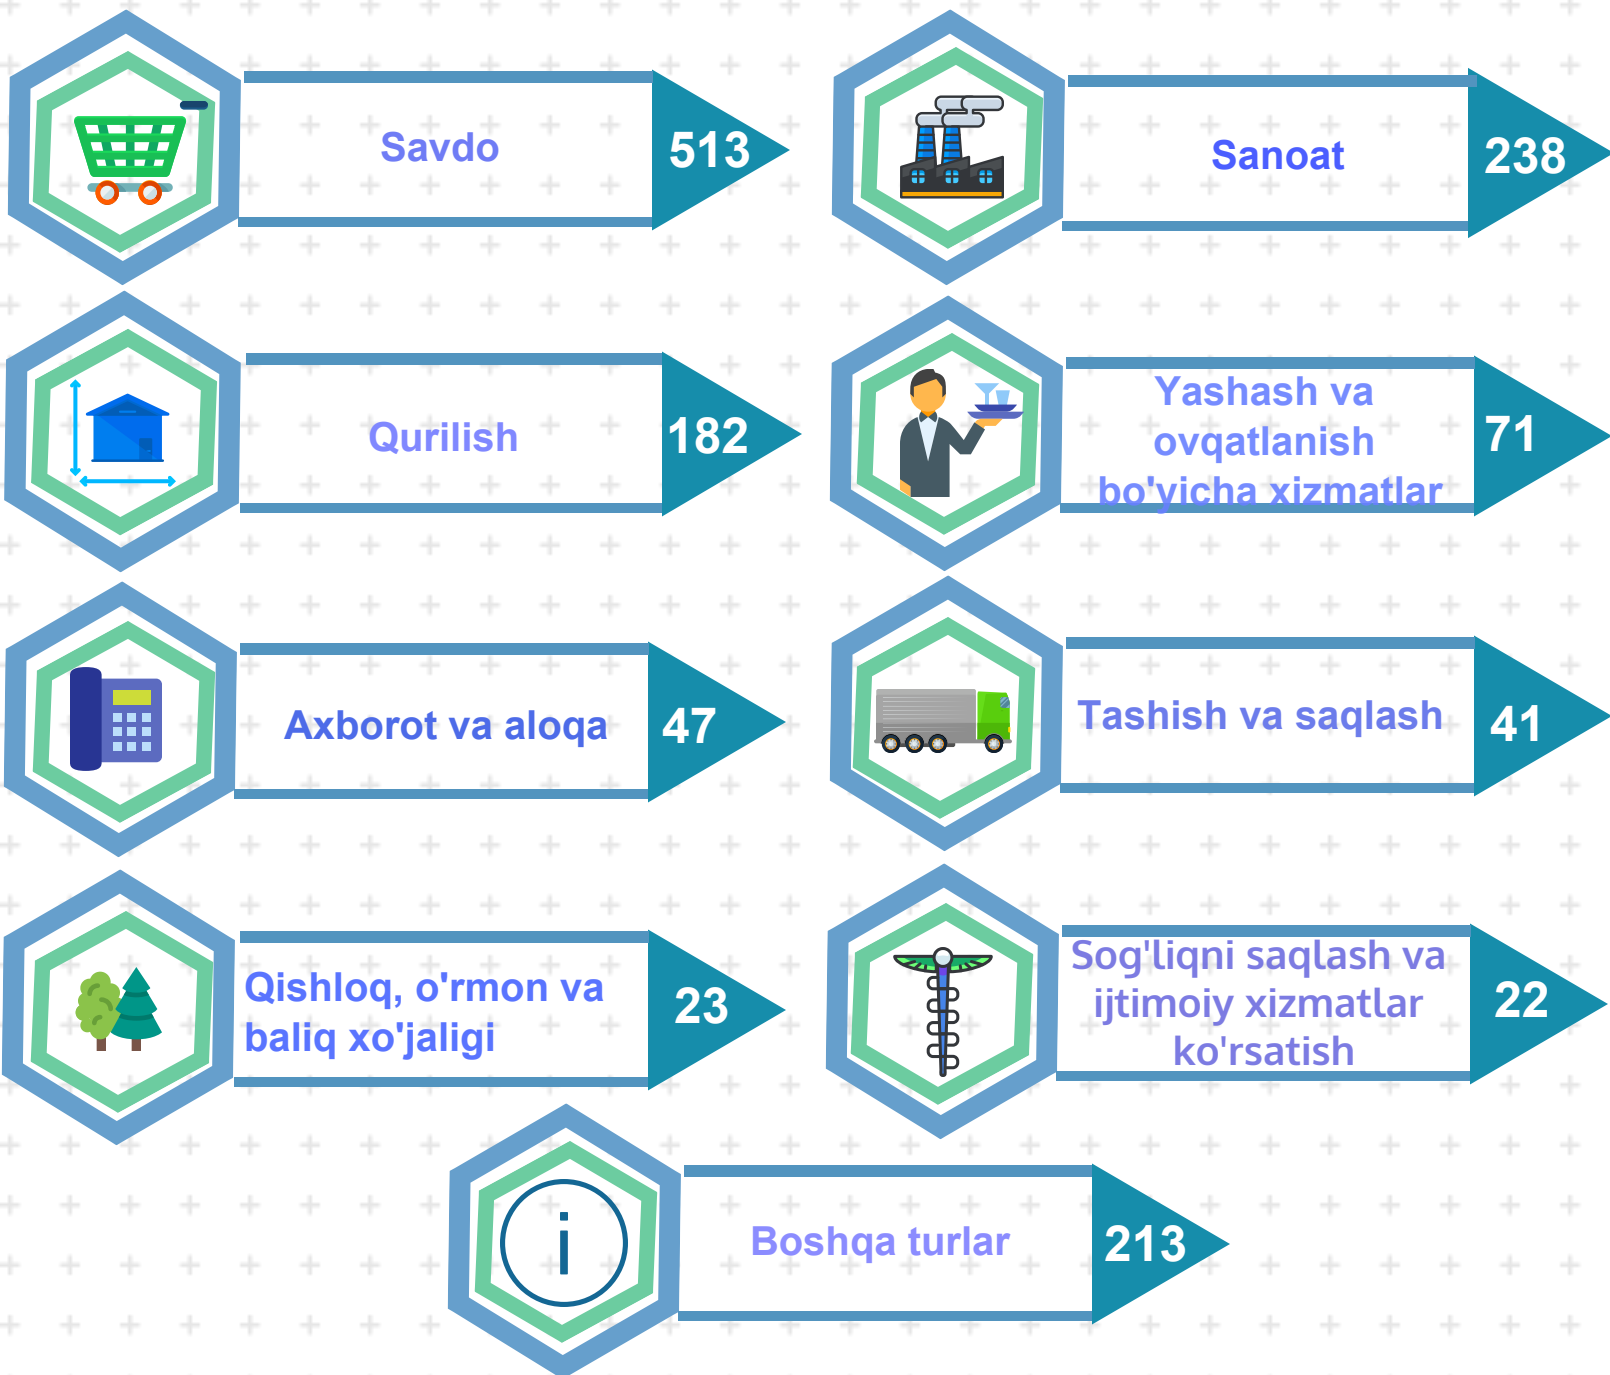 Savdo
513
Sanoat
238
Qurilish
182
Yashash va
ovqatlanish
bo'yicha xizmatlar
71
Axborot va aloqa
47
Tashish va saqlash
41
Qishloq, o'rmon va
baliq xo'jaligi
23
Sog'liqni saqlash va
ijtimoiy xizmatlar
ko'rsatish
22
i
Boshqa turlar
213